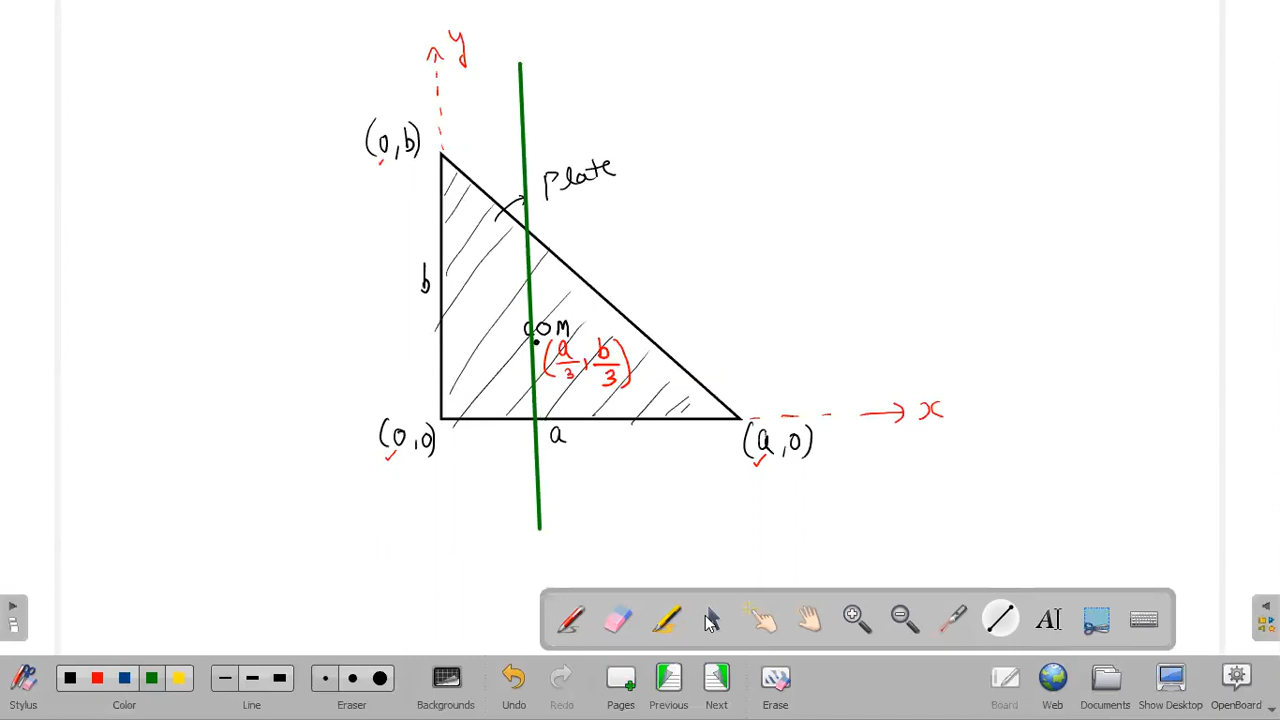 y
(0,b)
Plate
b
COM
(a/3, b/3)
x
(0,0)
a
(a,0)
Stylus
Color
Line
Eraser
Backgrounds
Undo
Redo
Pages
Previous
Next
Erase
Board
Web
Documents
Show Desktop
OpenBoard